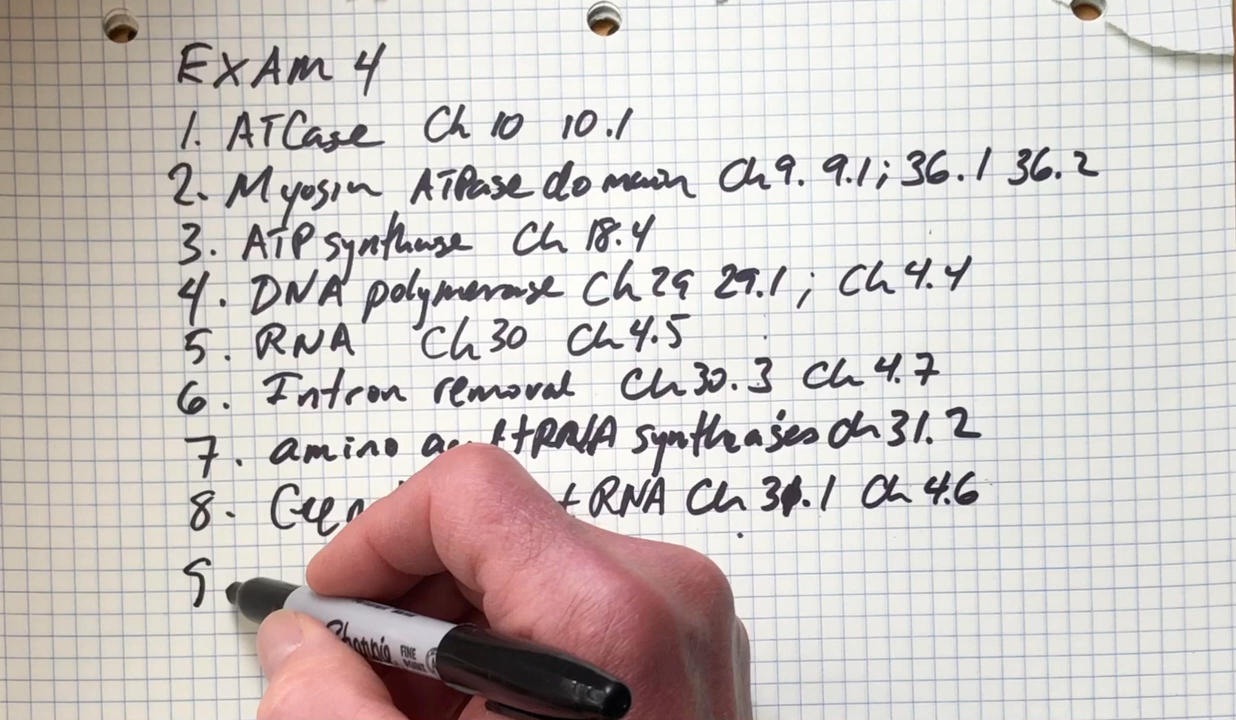 EXAM 4
1. ATCase Ch 10 10.1
2. Myosin ATPase domain Ch 9. 9.1; 36.1 36.2
3. ATP synthase Ch 18.4
4. DNA polymerase Ch 29 29.1; Ch 4.4
5. RNA Ch 30 Ch 4.5
6. Intron removal Ch 30.3 Ch 4.7
7. amino tRNA synthases Ch 31.2
8. tRNA Ch 31.1 Ch 4.6
9
Sharpie
FINE